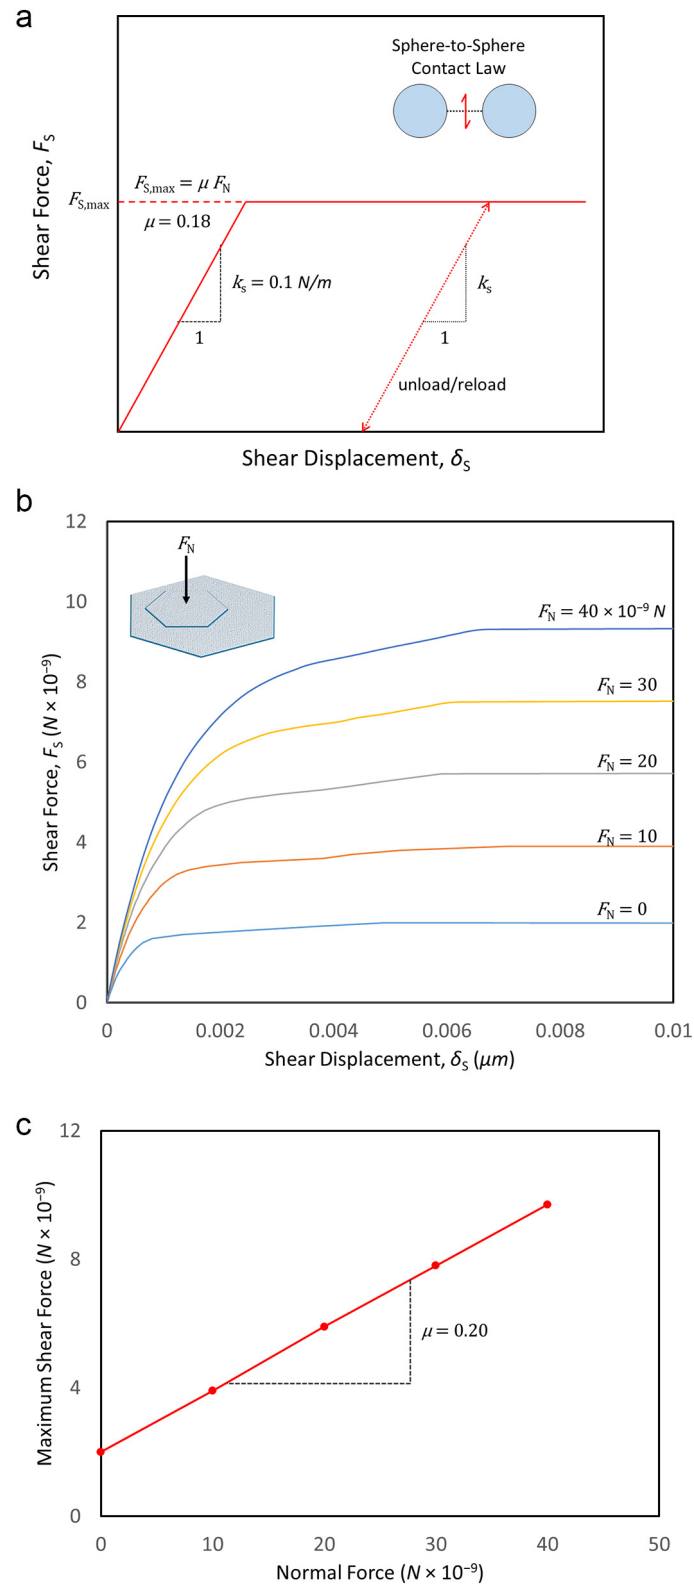 a
Sphere-to-Sphere
Contact Law
Shear Force, FS
FS,max
FS,max = μ FN
μ = 0.18
ks = 0.1 N/m
1
ks
1
unload/reload
Shear Displacement, δS
b
12
10
8
6
4
2
0
Shear Force, FS (N × 10⁻⁹)
FN
FN = 40 × 10⁻⁹ N
FN = 30
FN = 20
FN = 10
FN = 0
0 0.002 0.004 0.006 0.008 0.01
Shear Displacement, δS (μm)
c
12
8
4
0
Maximum Shear Force (N × 10⁻⁹)
μ = 0.20
0 10 20 30 40 50
Normal Force (N × 10⁻⁹)